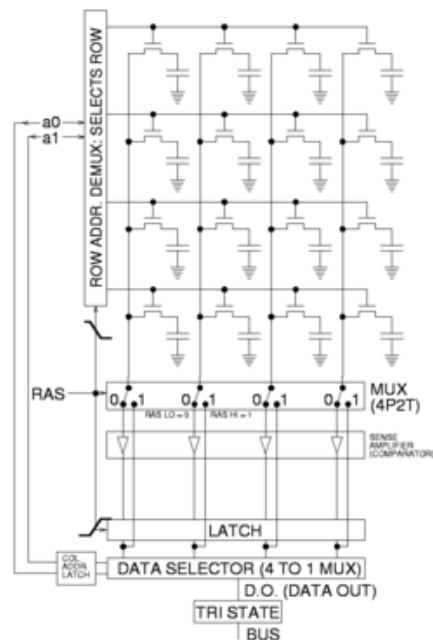 ROW ADDR. DEMUX: SELECTS ROW
a0
a1
RAS
0 1 0 1 0 1 0 1
RAS LO = 0 RAS HI = 1
MUX
(4P2T)
SENSE
AMPLIFIER
(COMPARATOR)
LATCH
COL.
ADDR.
LATCH
DATA SELECTOR (4 TO 1 MUX)
D.O. (DATA OUT)
TRI STATE
BUS